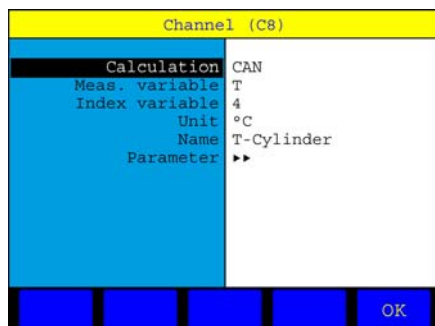 Channel (C8)
Calculation CAN
Meas. variable T
Index variable 4
Unit °C
Name T-Cylinder
Parameter ►►
OK